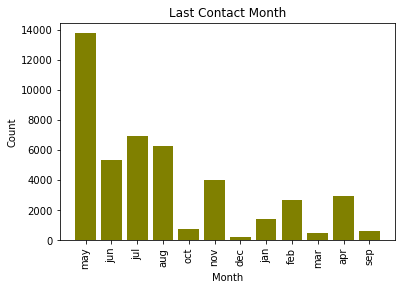 Last Contact Month
14000
12000
10000
8000
6000
4000
2000
0
Count
may
jun
jul
aug
oct
nov
dec
jan
feb
mar
apr
sep
Month